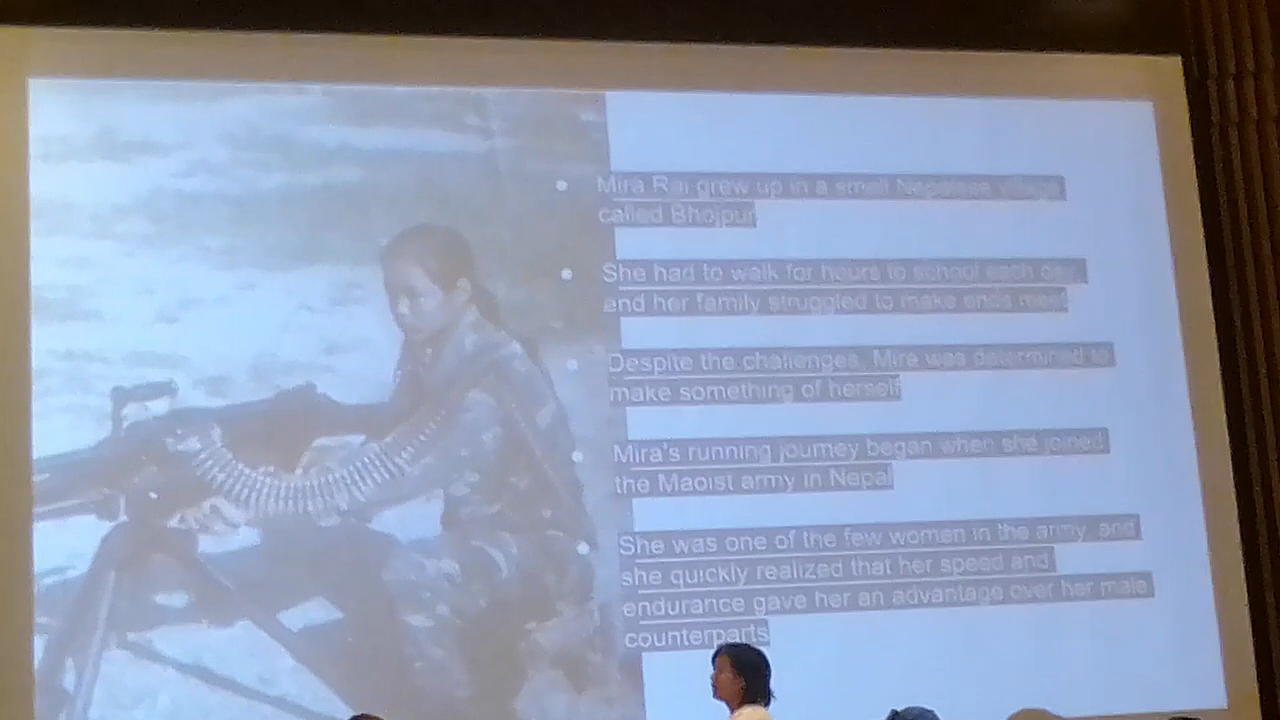 Mira Rai grew up in a small Nepalese village
called Bhojpur
She had to walk for hours to school each day,
and her family struggled to make ends meet
Despite the challenges, Mira was determined to
make something of herself
Mira's running journey began when she joined
the Maoist army in Nepal
She was one of the few women in the army, and
she quickly realized that her speed and
endurance gave her an advantage over her male
counterparts